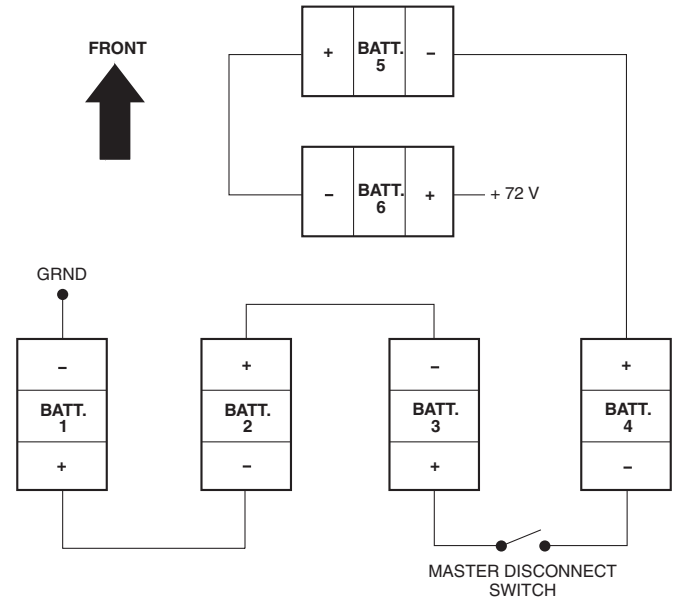 FRONT
+ BATT. –
5
– BATT. +
6
+ 72 V
GRND
–
BATT.
1
+
+
BATT.
2
–
–
BATT.
3
+
+
BATT.
4
–
MASTER DISCONNECT
SWITCH